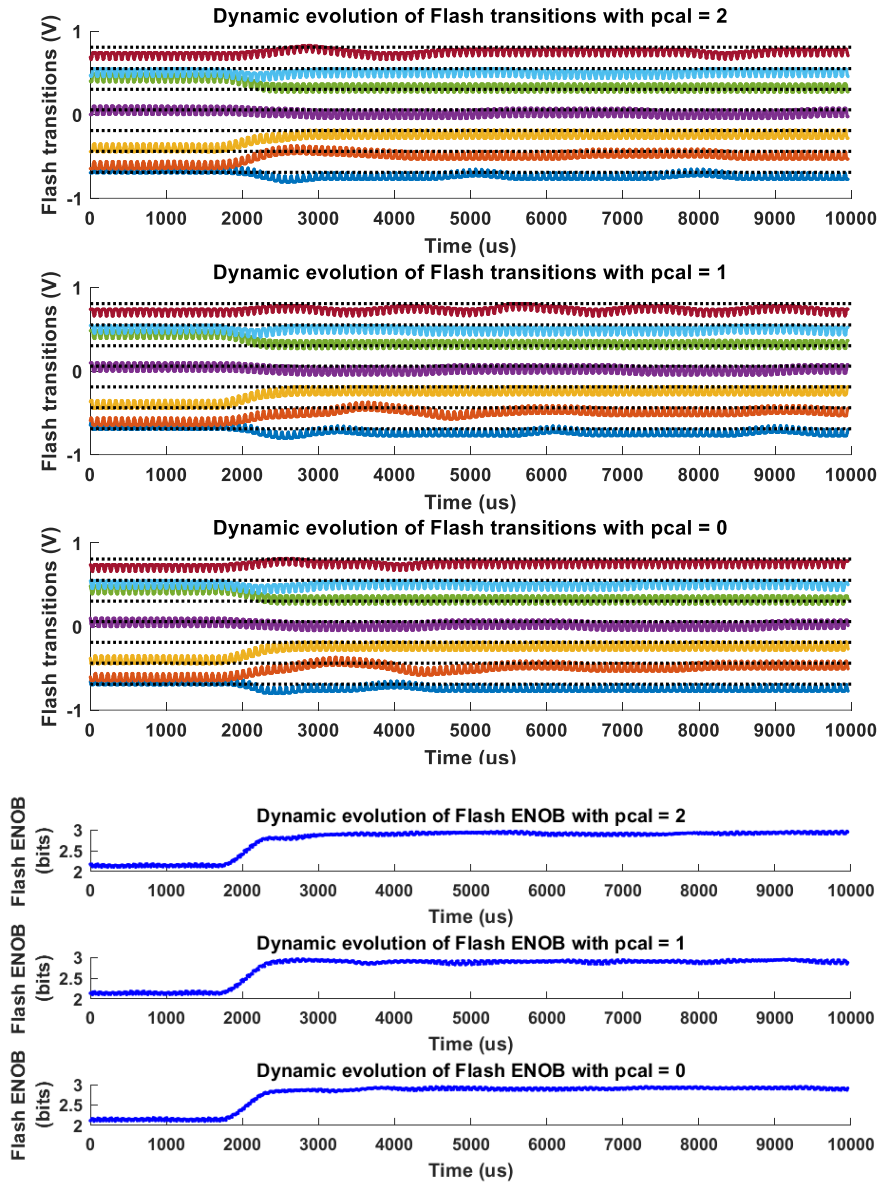 Dynamic evolution of Flash transitions with pcal = 2
Flash transitions (V)
1
0
-1
0 1000 2000 3000 4000 5000 6000 7000 8000 9000 10000
Time (us)
Dynamic evolution of Flash transitions with pcal = 1
Flash transitions (V)
1
0
-1
0 1000 2000 3000 4000 5000 6000 7000 8000 9000 10000
Time (us)
Dynamic evolution of Flash transitions with pcal = 0
Flash transitions (V)
1
0
-1
0 1000 2000 3000 4000 5000 6000 7000 8000 9000 10000
Time (us)
Dynamic evolution of Flash ENOB with pcal = 2
Flash ENOB
(bits)
3
2.5
2
0 1000 2000 3000 4000 5000 6000 7000 8000 9000 10000
Time (us)
Dynamic evolution of Flash ENOB with pcal = 1
Flash ENOB
(bits)
3
2.5
2
0 1000 2000 3000 4000 5000 6000 7000 8000 9000 10000
Time (us)
Dynamic evolution of Flash ENOB with pcal = 0
Flash ENOB
(bits)
3
2.5
2
0 1000 2000 3000 4000 5000 6000 7000 8000 9000 10000
Time (us)